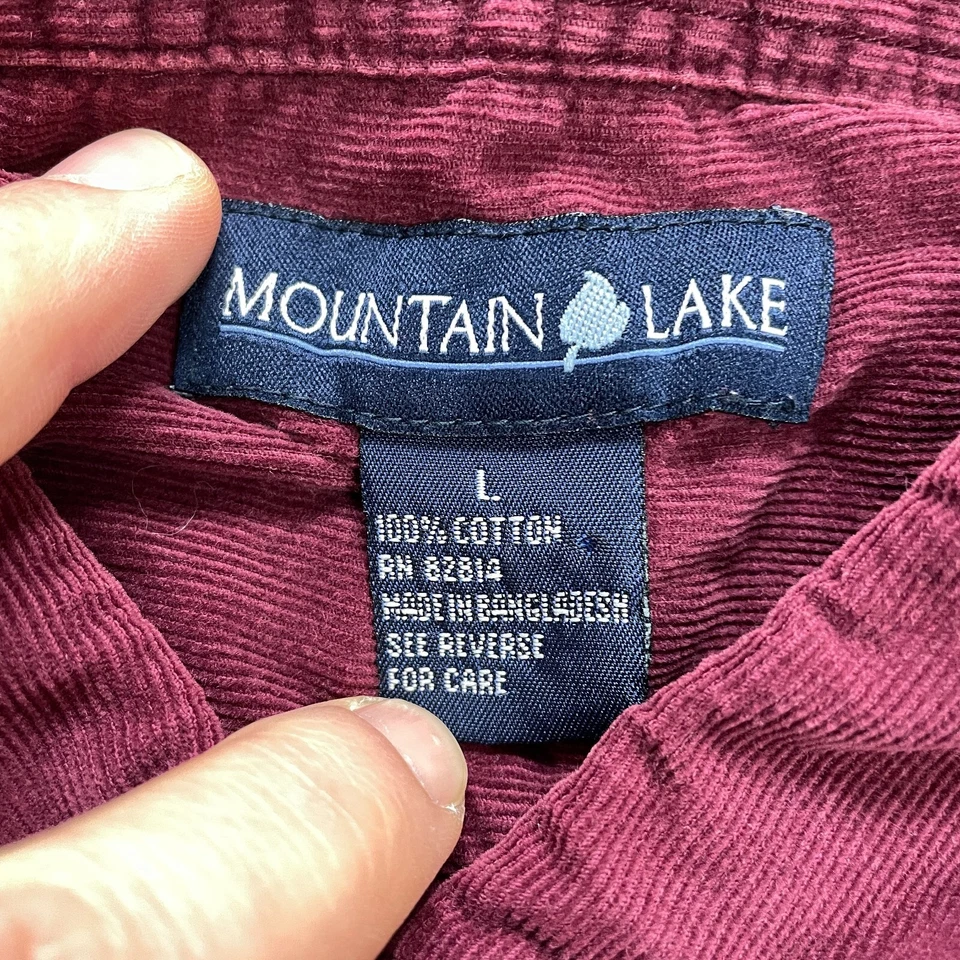 MOUNTAIN LAKE
L
100% COTTON
RN 82814
MADE IN BANGLADESH
SEE REVERSE
FOR CARE